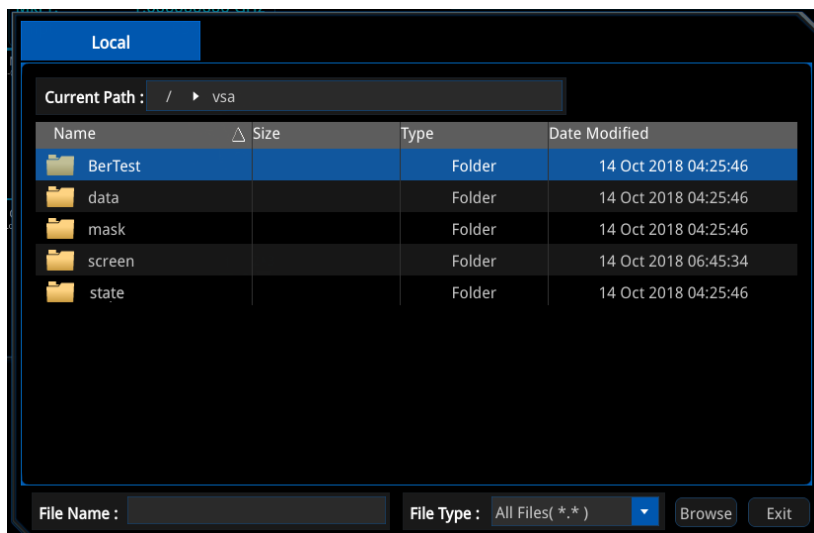 Local
Current Path : / vsa
Name Size Type Date Modified
BerTest Folder 14 Oct 2018 04:25:46
data Folder 14 Oct 2018 04:25:46
mask Folder 14 Oct 2018 04:25:46
screen Folder 14 Oct 2018 06:45:34
state Folder 14 Oct 2018 04:25:46
File Name : File Type : All Files( *.* ) Browse Exit